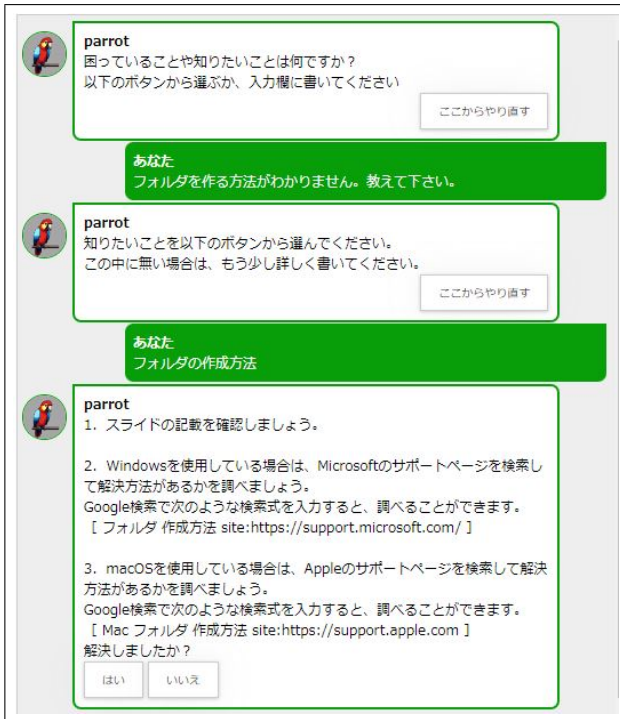 parrot
困っていることや知りたいことは何ですか？
以下のボタンから選ぶか、入力欄に書いてください
ここからやり直す
あなた
フォルダを作る方法がわかりません。教えて下さい。
parrot
知りたいことを以下のボタンから選んでください。
この中に無い場合は、もう少し詳しく書いてください。
ここからやり直す
あなた
フォルダの作成方法
parrot
1. スライドの記載を確認しましょう。
2. Windowsを使用している場合は、Microsoftのサポートページを検索し
て解決方法があるかを調べましょう。
Google検索で次のような検索式を入力すると、調べることができます。
[ フォルダ 作成方法 site:https://support.microsoft.com/ ]
3. macOSを使用している場合は、Appleのサポートページを検索して解決
方法があるかを調べましょう。
Google検索で次のような検索式を入力すると、調べることができます。
[ Mac フォルダ 作成方法 site:https://support.apple.com ]
解決しましたか？
はい いいえ